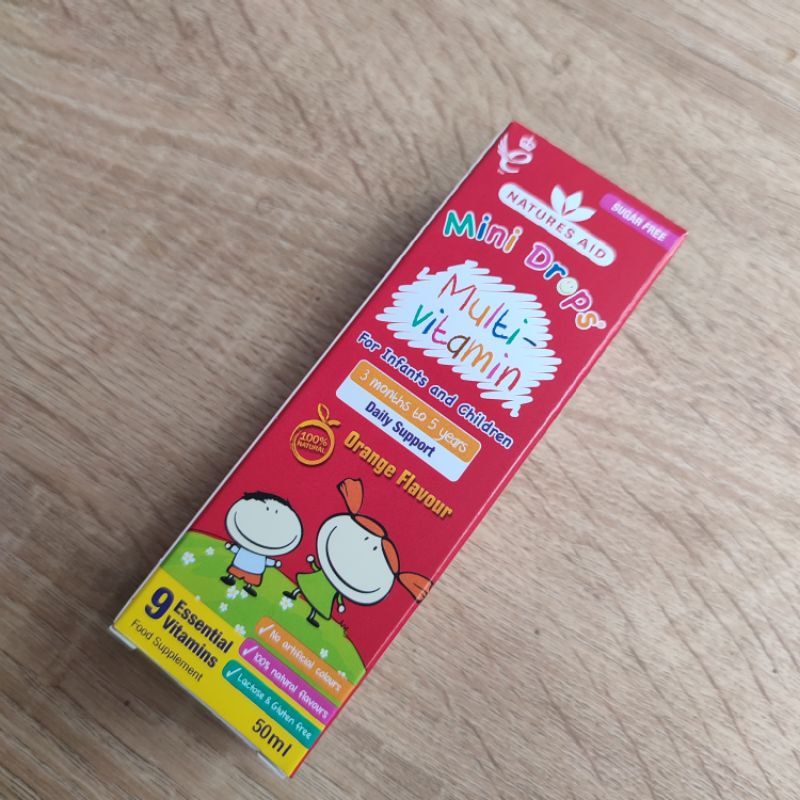 SUGAR FREE
NATURES AID
Mini Drops®
Multi-
vitamin
For Infants and Children
3 months to 5 years
Daily Support
100%
NATURAL
Orange Flavour
9 Essential
Vitamins
Food Supplement
✓ No artificial colours
✓ 100% natural flavours
✓ Lactose & Gluten free
50ml